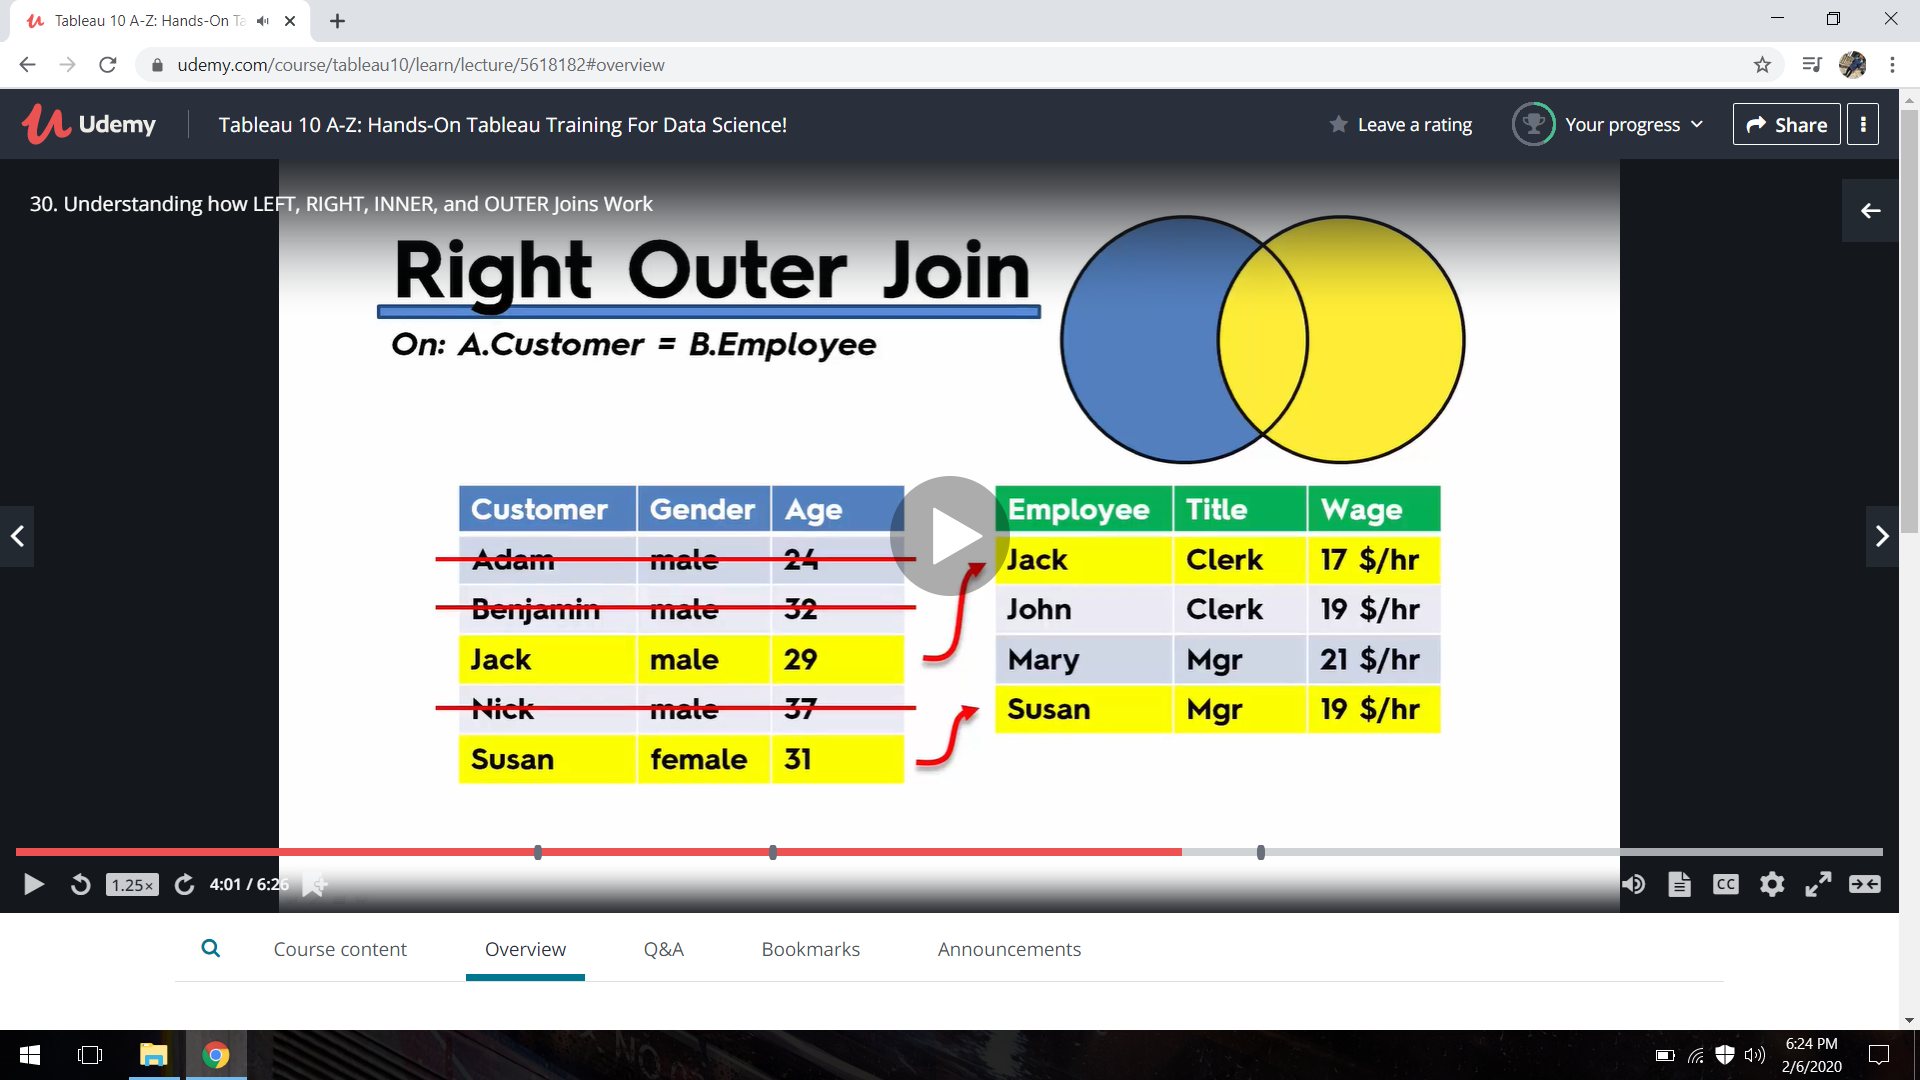 Tableau 10 A-Z: Hands-On Ta
udemy.com/course/tableau10/learn/lecture/5618182#overview
Udemy
Tableau 10 A-Z: Hands-On Tableau Training For Data Science!
Leave a rating
Your progress
Share
30. Understanding how LEFT, RIGHT, INNER, and OUTER Joins Work
Right Outer Join
On: A.Customer = B.Employee
Customer Gender Age Employee Title Wage
Adam male 24 Jack Clerk 17 $/hr
Benjamin male 32 John Clerk 19 $/hr
Jack male 29 Mary Mgr 21 $/hr
Nick male 37 Susan Mgr 19 $/hr
Susan female 31
1.25× 4:01 / 6:26 CC
Course content Overview Q&A Bookmarks Announcements
6:24 PM
2/6/2020